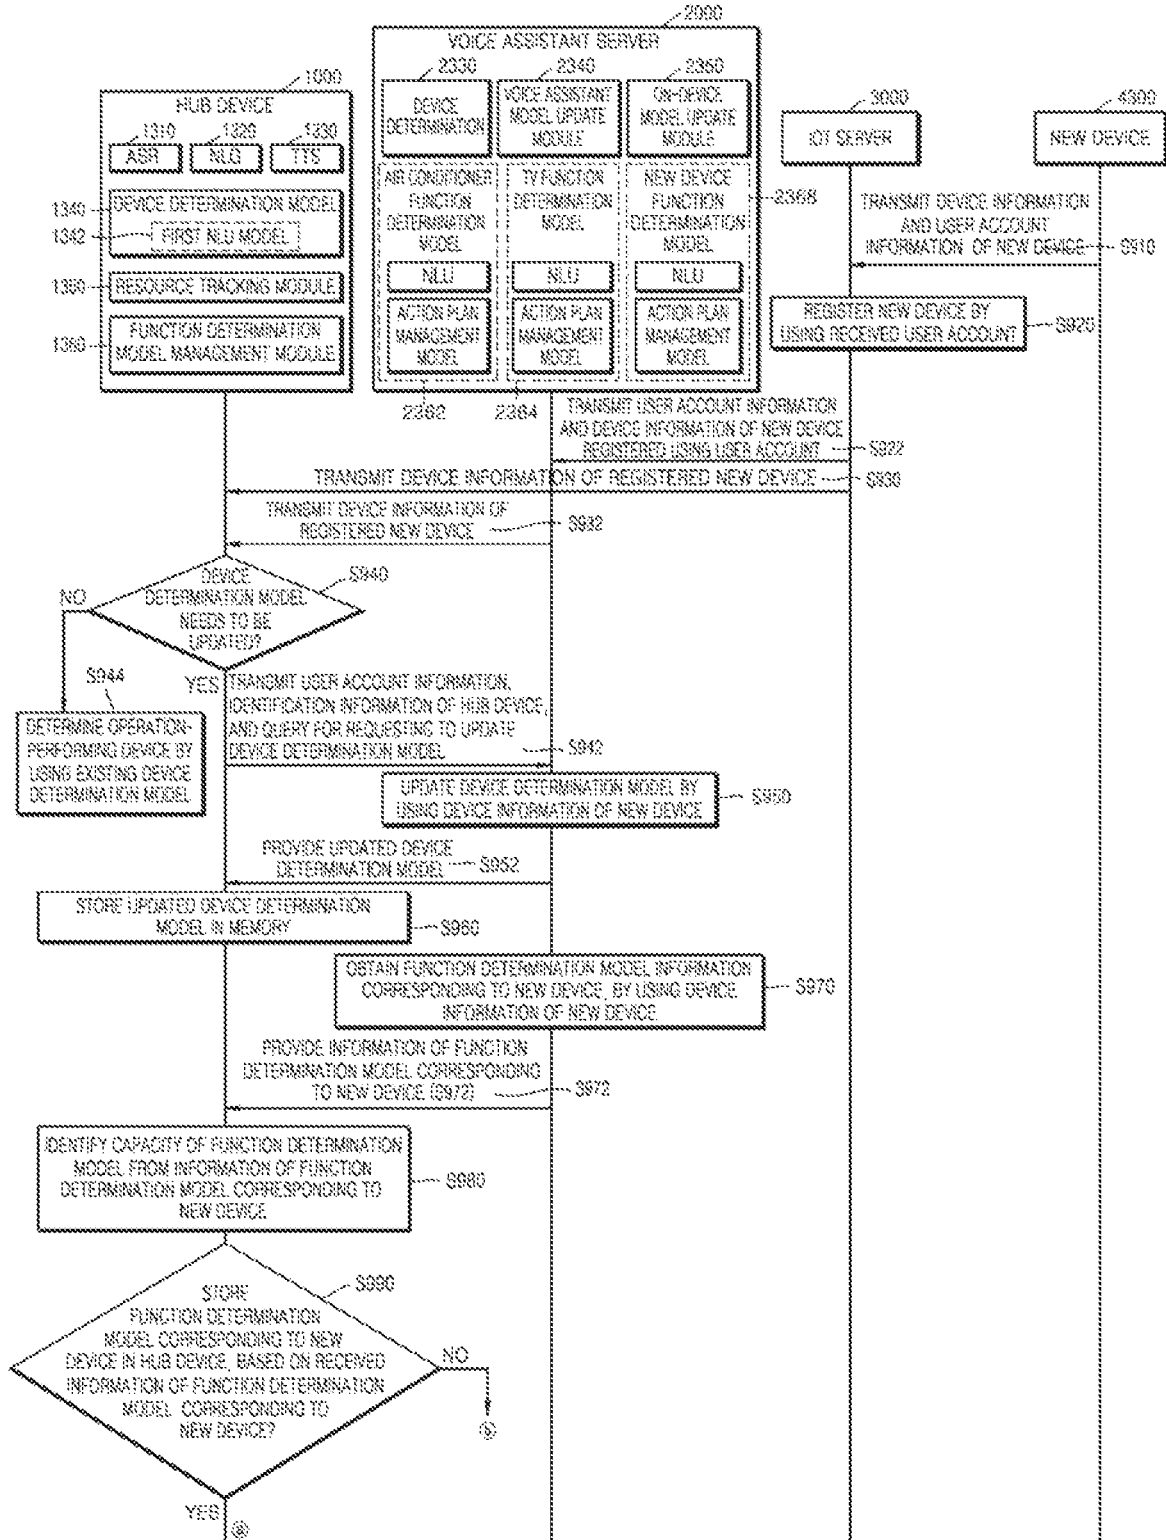 2000
VOICE ASSISTANT SERVER
2330
2340
2350
DEVICE
DETERMINATION
VOICE ASSISTANT
MODEL UPDATE
MODULE
ON-DEVICE
MODEL UPDATE
MODULE
AIR CONDITIONER
FUNCTION
DETERMINATION
MODEL
TV FUNCTION
DETERMINATION
MODEL
NEW DEVICE
FUNCTION
DETERMINATION
MODEL
2368
NLU
NLU
NLU
ACTION PLAN
MANAGEMENT
MODEL
ACTION PLAN
MANAGEMENT
MODEL
ACTION PLAN
MANAGEMENT
MODEL
2362
2364
1000
HUB DEVICE
1310
1320
1330
ASR
NLG
TTS
1340
DEVICE DETERMINATION MODEL
1342
FIRST NLU MODEL
RESOURCE TRACKING MODULE
1360
FUNCTION DETERMINATION
MODEL MANAGEMENT MODULE
3000
IOT SERVER
4900
NEW DEVICE
TRANSMIT DEVICE INFORMATION
AND USER ACCOUNT
INFORMATION OF NEW DEVICE
S910
REGISTER NEW DEVICE BY
USING RECEIVED USER ACCOUNT
S920
TRANSMIT USER ACCOUNT INFORMATION
AND DEVICE INFORMATION OF NEW DEVICE
REGISTERED USING USER ACCOUNT
S922
TRANSMIT DEVICE INFORMATION OF REGISTERED NEW DEVICE
S930
TRANSMIT DEVICE INFORMATION OF
REGISTERED NEW DEVICE
S932
DEVICE
DETERMINATION MODEL
NEEDS TO BE
UPDATED?
S940
NO
S944
DETERMINE OPERATION-
PERFORMING DEVICE BY
USING EXISTING DEVICE
DETERMINATION MODEL
YES
TRANSMIT USER ACCOUNT INFORMATION,
IDENTIFICATION INFORMATION OF HUB DEVICE,
AND QUERY FOR REQUESTING TO UPDATE
DEVICE DETERMINATION MODEL
S942
UPDATE DEVICE DETERMINATION MODEL BY
USING DEVICE INFORMATION OF NEW DEVICE
S950
PROVIDE UPDATED DEVICE
DETERMINATION MODEL
S952
STORE UPDATED DEVICE DETERMINATION
MODEL IN MEMORY
S960
OBTAIN FUNCTION DETERMINATION MODEL INFORMATION
CORRESPONDING TO NEW DEVICE, BY USING DEVICE
INFORMATION OF NEW DEVICE
S970
PROVIDE INFORMATION OF FUNCTION
DETERMINATION MODEL CORRESPONDING
TO NEW DEVICE (S972)
S972
IDENTIFY CAPACITY OF FUNCTION DETERMINATION
MODEL FROM INFORMATION OF FUNCTION
DETERMINATION MODEL CORRESPONDING TO
NEW DEVICE
S980
STORE
FUNCTION DETERMINATION
MODEL CORRESPONDING TO NEW
DEVICE IN HUB DEVICE, BASED ON RECEIVED
INFORMATION OF FUNCTION DETERMINATION
MODEL CORRESPONDING TO
NEW DEVICE?
S990
NO
YES
ⓐ